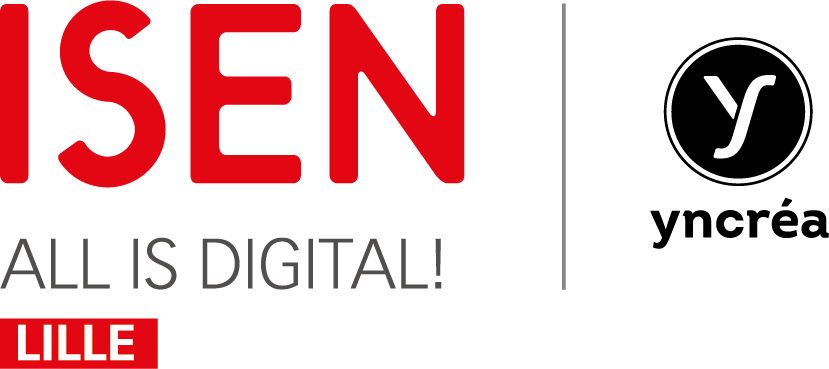 ISEN
ALL IS DIGITAL!
LILLE
y
yncréa